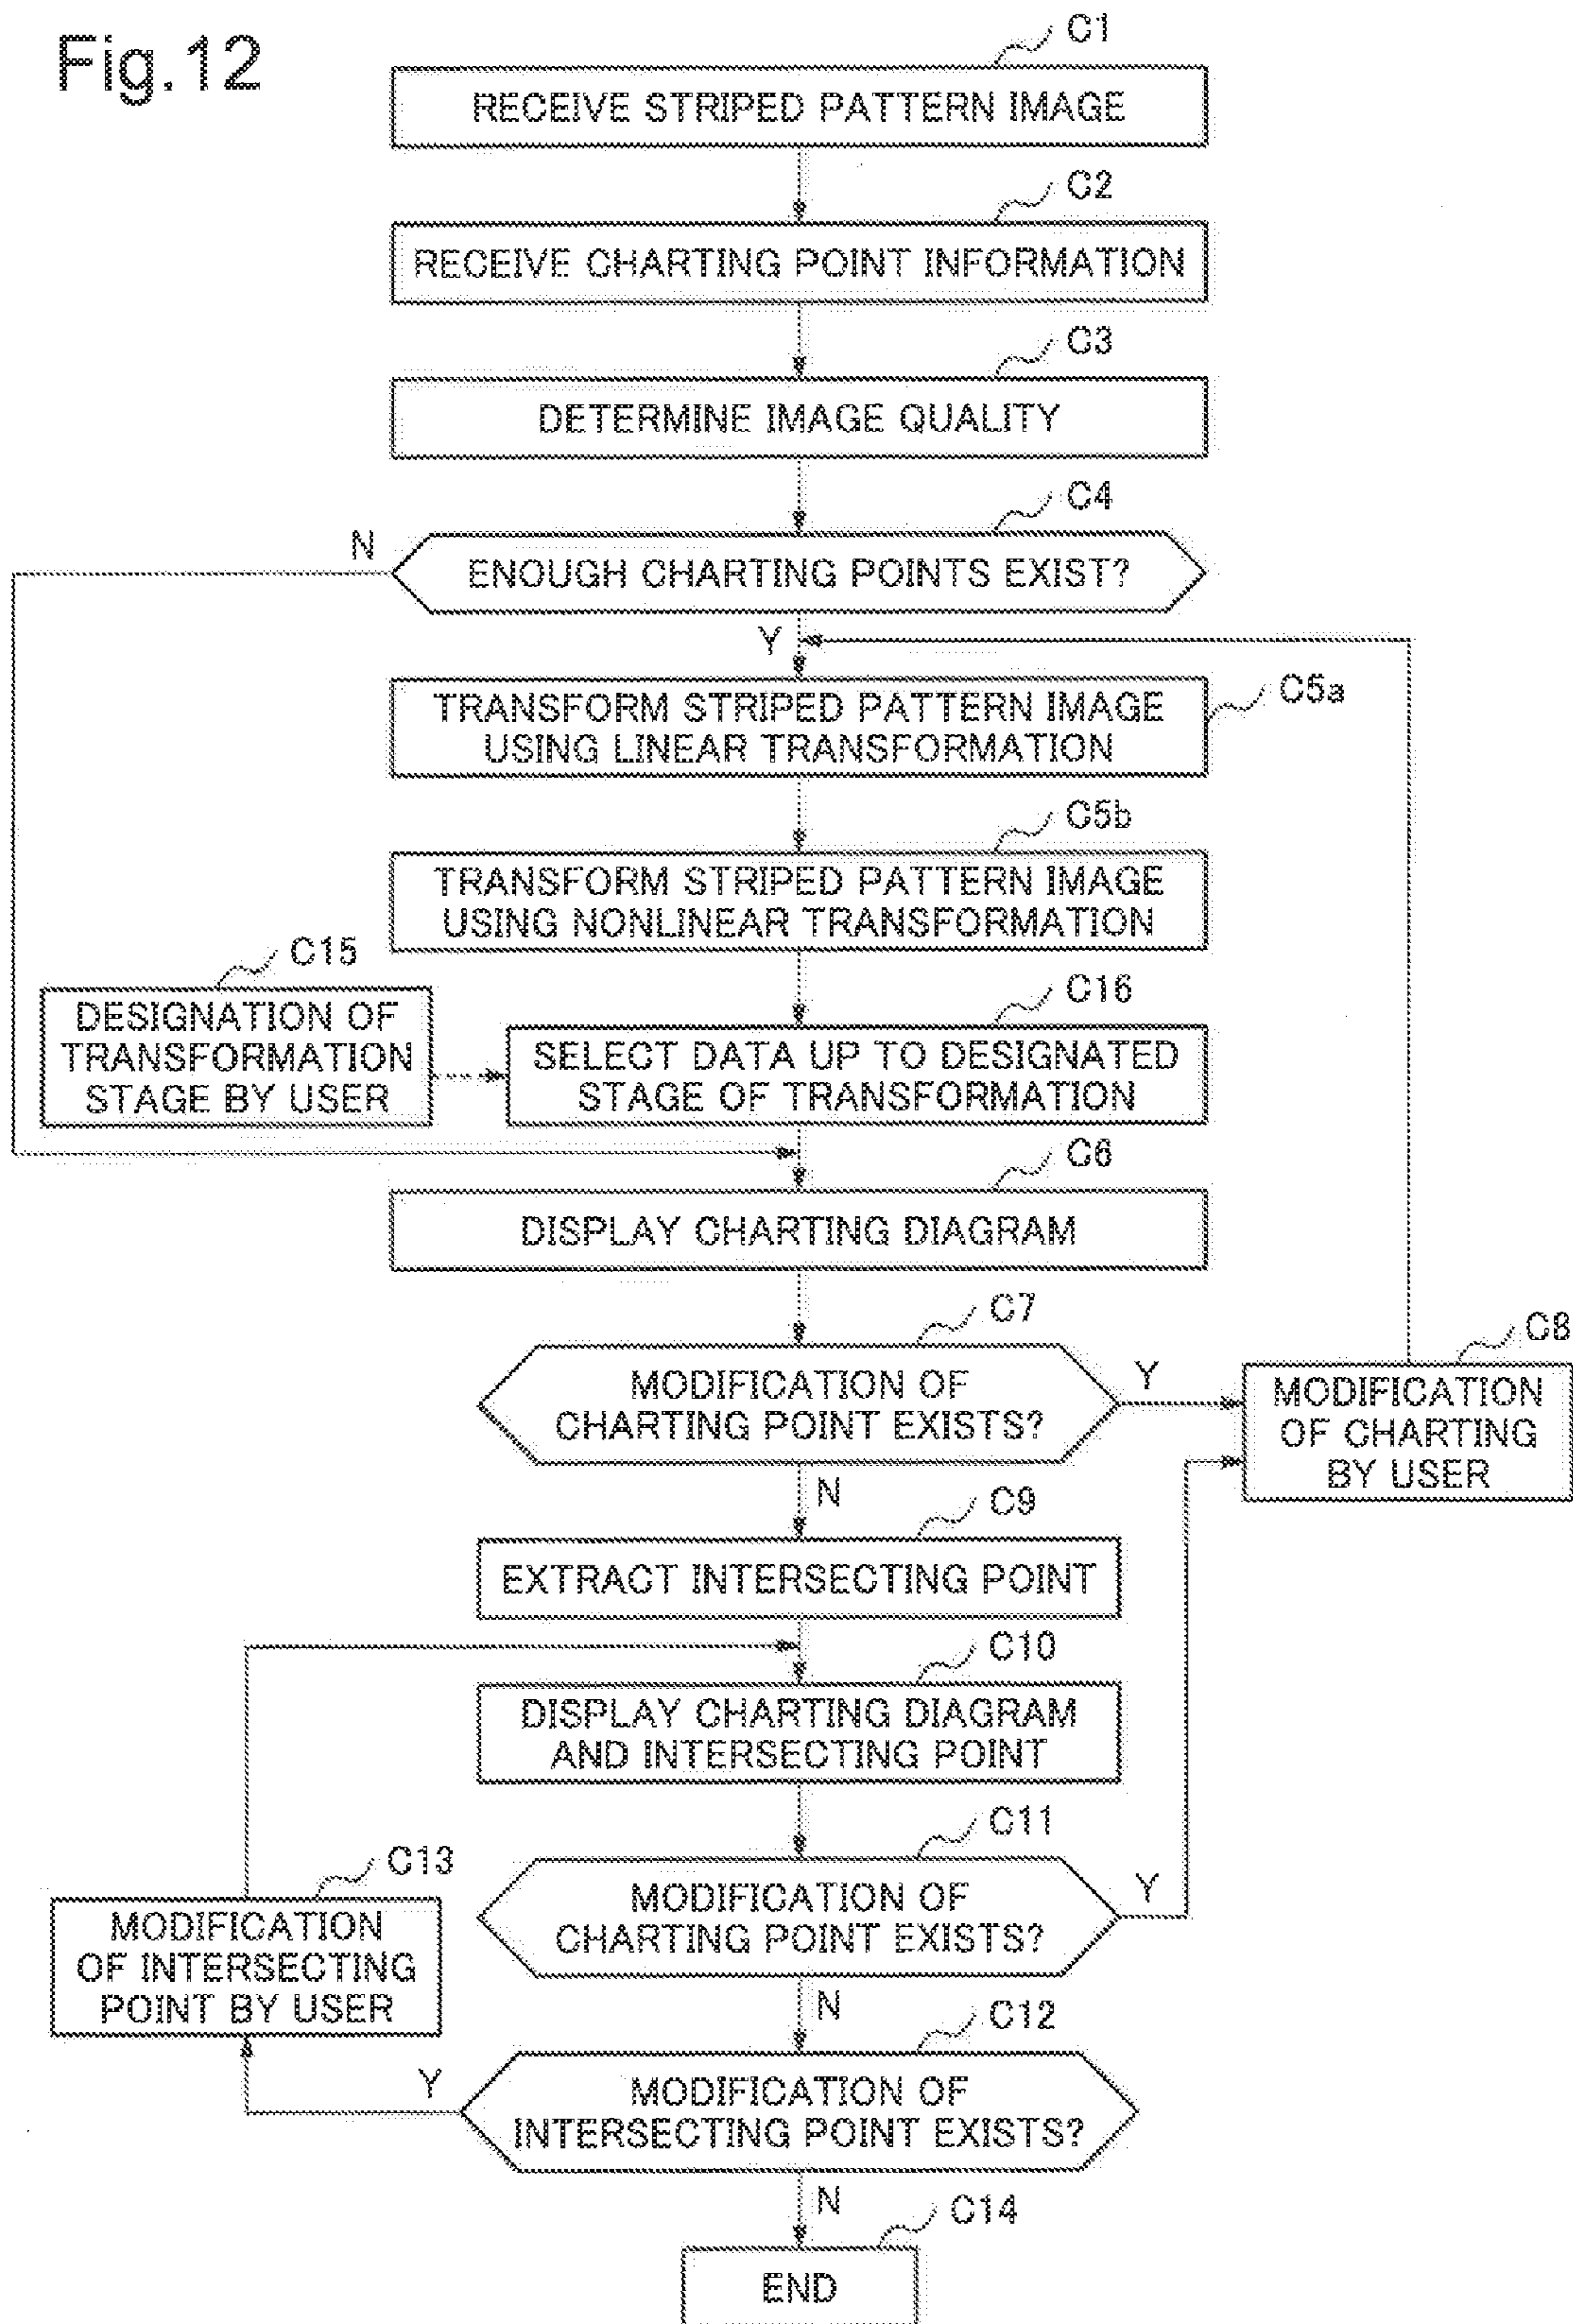 Fig.12
C1
RECEIVE STRIPED PATTERN IMAGE
C2
RECEIVE CHARTING POINT INFORMATION
C3
DETERMINE IMAGE QUALITY
C4
N
ENOUGH CHARTING POINTS EXIST?
Y
C5a
TRANSFORM STRIPED PATTERN IMAGE
USING LINEAR TRANSFORMATION
C5b
TRANSFORM STRIPED PATTERN IMAGE
USING NONLINEAR TRANSFORMATION
C15
DESIGNATION OF
TRANSFORMATION
STAGE BY USER
C16
SELECT DATA UP TO DESIGNATED
STAGE OF TRANSFORMATION
C6
DISPLAY CHARTING DIAGRAM
C7
MODIFICATION OF
CHARTING POINT EXISTS?
Y
C8
MODIFICATION
OF CHARTING
BY USER
N
C9
EXTRACT INTERSECTING POINT
C10
DISPLAY CHARTING DIAGRAM
AND INTERSECTING POINT
C11
MODIFICATION OF
CHARTING POINT EXISTS?
Y
C13
MODIFICATION
OF INTERSECTING
POINT BY USER
N
C12
Y
MODIFICATION OF
INTERSECTING POINT EXISTS?
N
C14
END